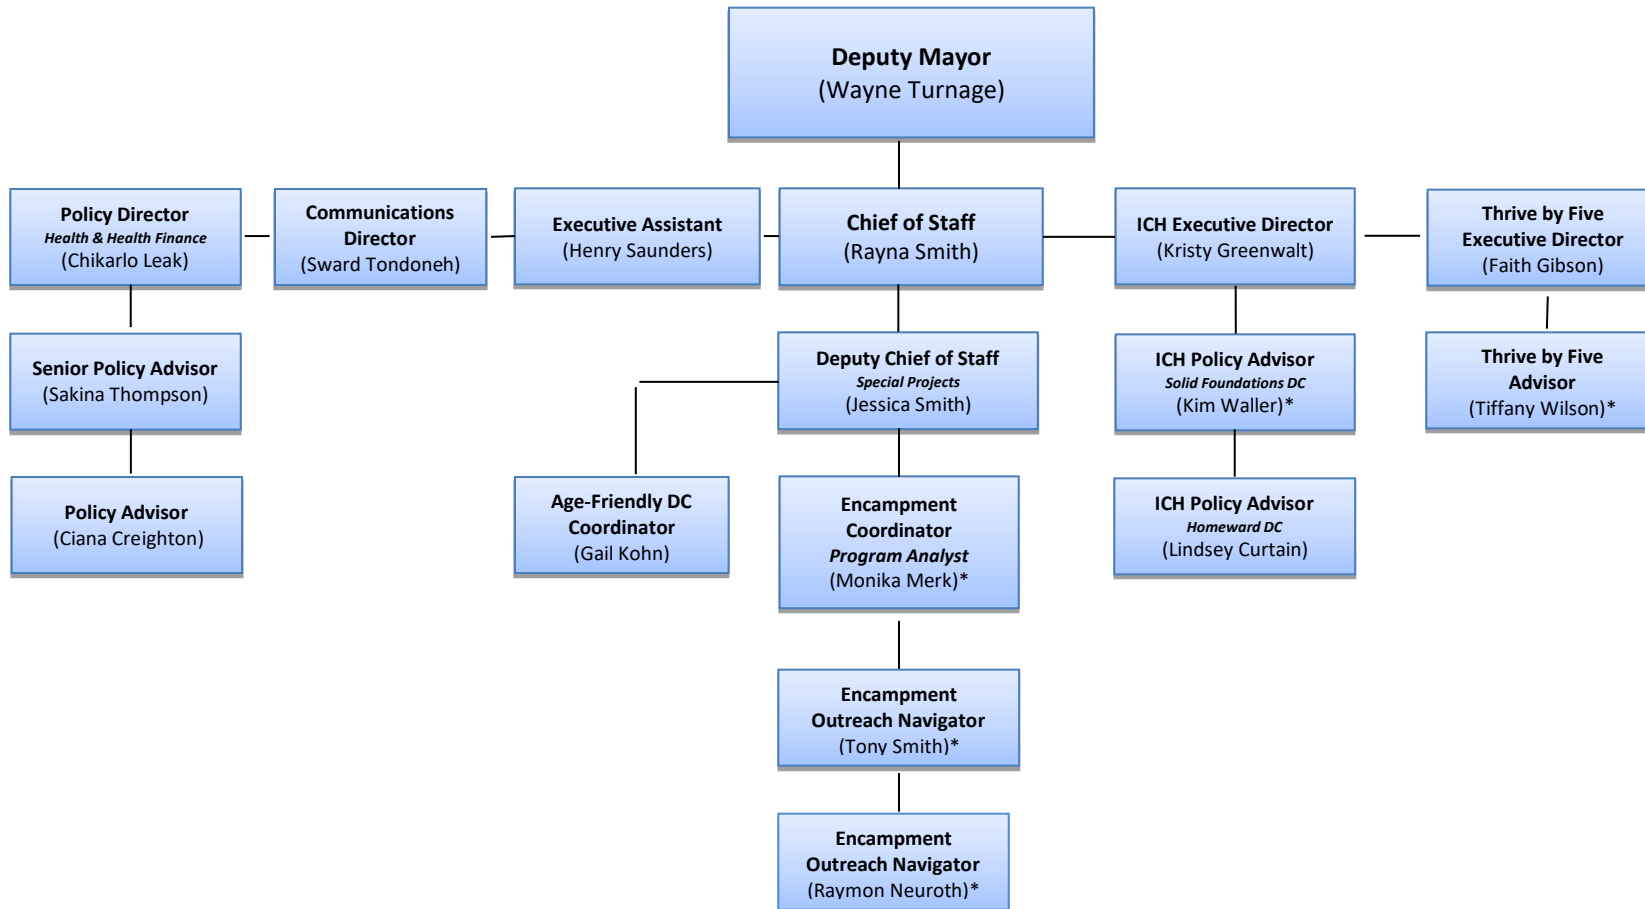 Deputy Mayor
(Wayne Turnage)
Policy Director
Health & Health Finance
(Chikarlo Leak)
Communications
Director
(Sward Tondoneh)
Executive Assistant
(Henry Saunders)
Chief of Staff
(Rayna Smith)
ICH Executive Director
(Kristy Greenwalt)
Thrive by Five
Executive Director
(Faith Gibson)
Senior Policy Advisor
(Sakina Thompson)
Deputy Chief of Staff
Special Projects
(Jessica Smith)
ICH Policy Advisor
Solid Foundations DC
(Kim Waller)*
Thrive by Five
Advisor
(Tiffany Wilson)*
Policy Advisor
(Ciana Creighton)
Age-Friendly DC
Coordinator
(Gail Kohn)
Encampment
Coordinator
Program Analyst
(Monika Merk)*
ICH Policy Advisor
Homeward DC
(Lindsey Curtain)
Encampment
Outreach Navigator
(Tony Smith)*
Encampment
Outreach Navigator
(Raymon Neuroth)*